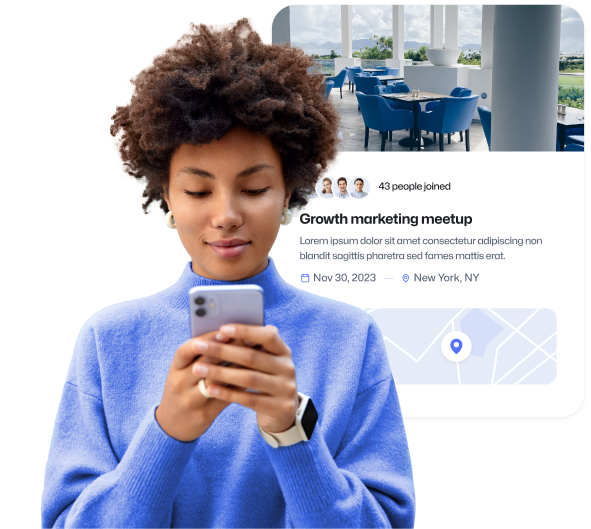 43 people joined
Growth marketing meetup
Lorem ipsum dolor sit amet consectetur adipiscing non
blandit sagittis pharetra sed fames mattis erat.
Nov 30, 2023 — New York, NY